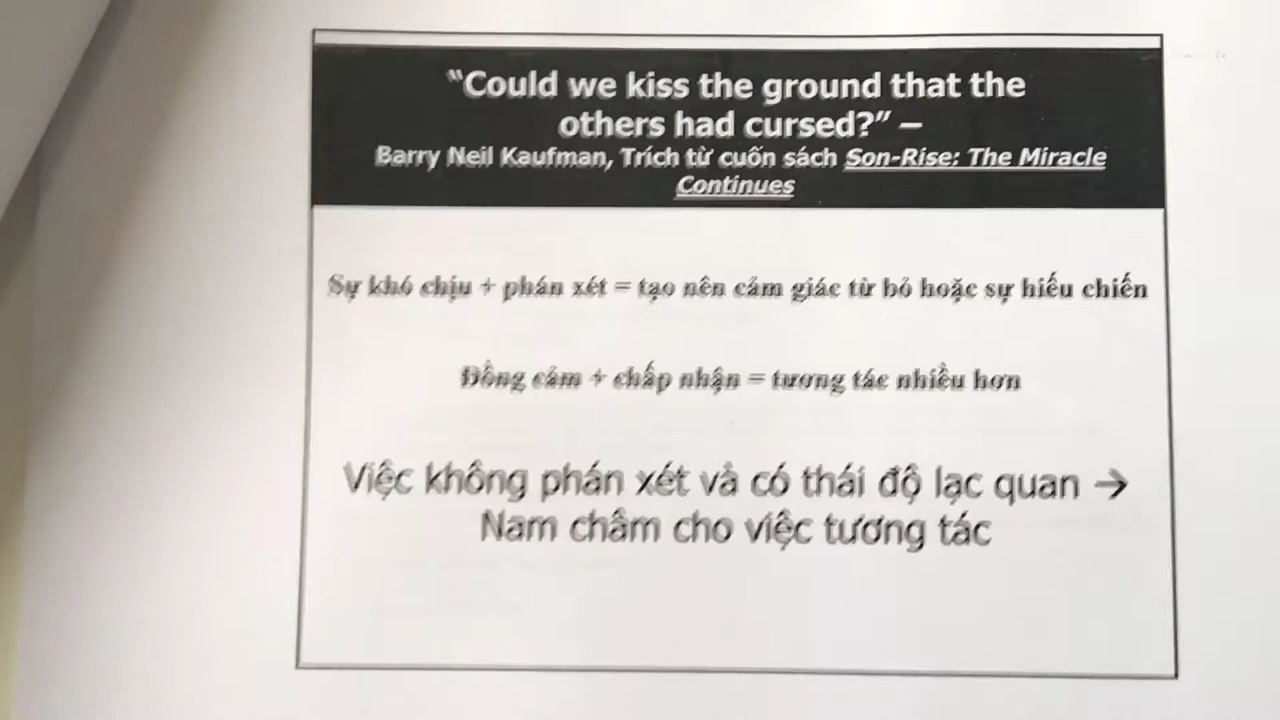 “Could we kiss the ground that the
others had cursed?” –
Barry Neil Kaufman, Trích từ cuốn sách Son-Rise: The Miracle
Continues
Sự khó chịu + phán xét = tạo nên cảm giác từ bỏ hoặc sự hiếu chiến
Đồng cảm + chấp nhận = tương tác nhiều hơn
Việc không phán xét và có thái độ lạc quan →
Nam châm cho việc tương tác